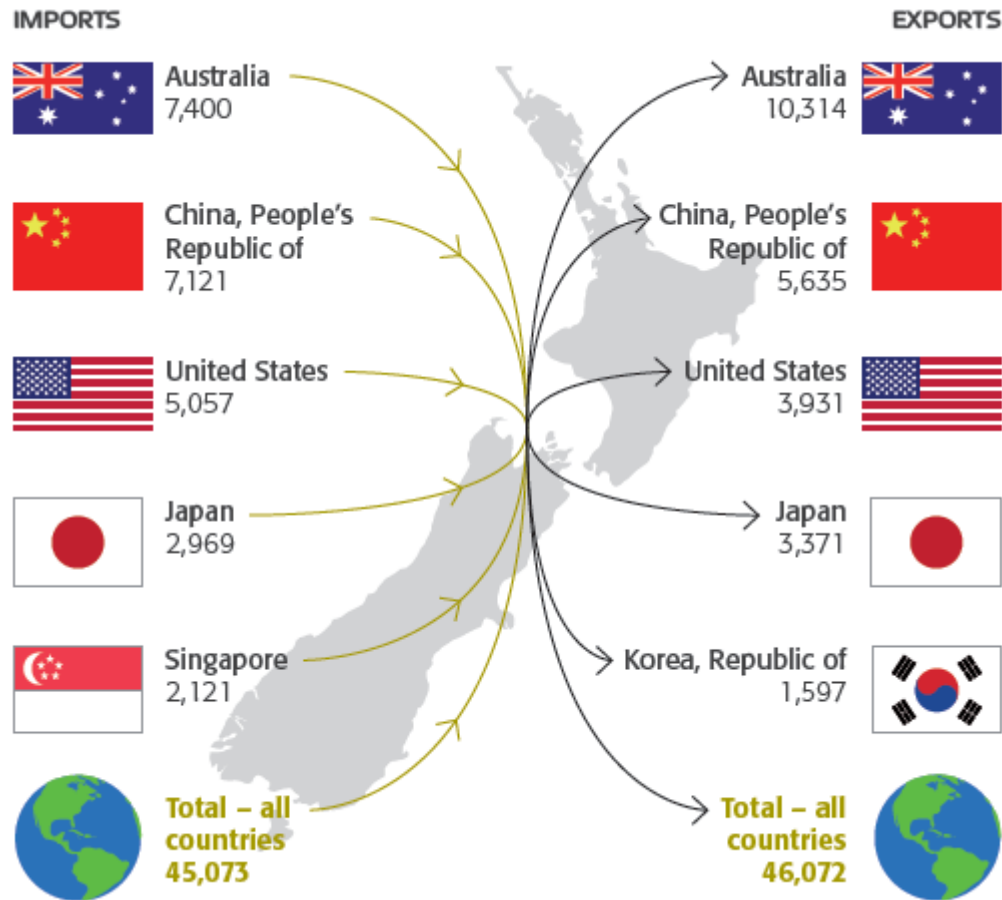 IMPORTS
Australia
7,400
China, People's
Republic of
7,121
United States
5,057
Japan
2,969
Singapore
2,121
Total – all
countries
45,073
EXPORTS
Australia
10,314
China, People's
Republic of
5,635
United States
3,931
Japan
3,371
Korea, Republic of
1,597
Total – all
countries
46,072